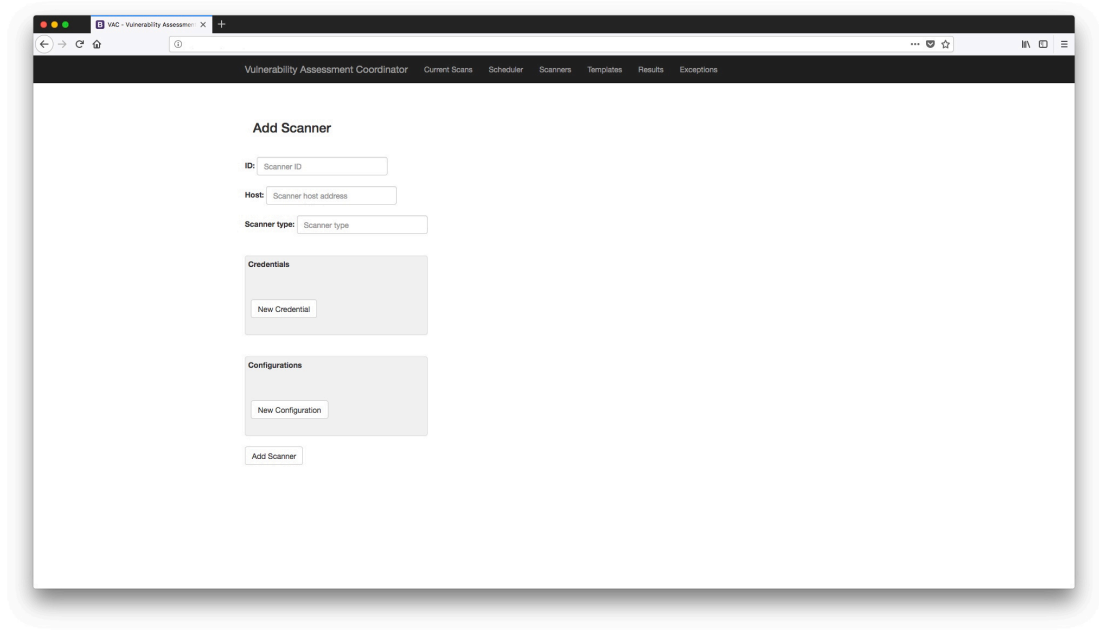 VAC - Vulnerability Assessmen
Vulnerability Assessment Coordinator Current Scans Scheduler Scanners Templates Results Exceptions
Add Scanner
ID: Scanner ID
Host: Scanner host address
Scanner type: Scanner type
Credentials
New Credential
Configurations
New Configuration
Add Scanner